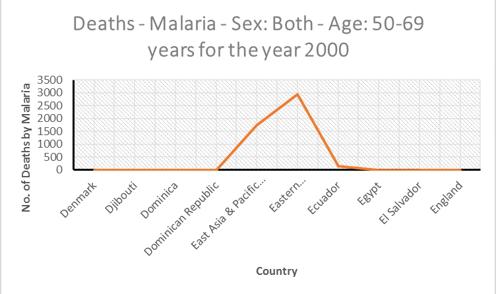 Deaths - Malaria - Sex: Both - Age: 50-69
years for the year 2000
No. of Deaths by Malaria
3500
3000
2500
2000
1500
1000
500
0
Denmark
Djibouti
Dominica
Dominican Republic
East Asia & Pacific...
Eastern...
Ecuador
Egypt
El Salvador
England
Country